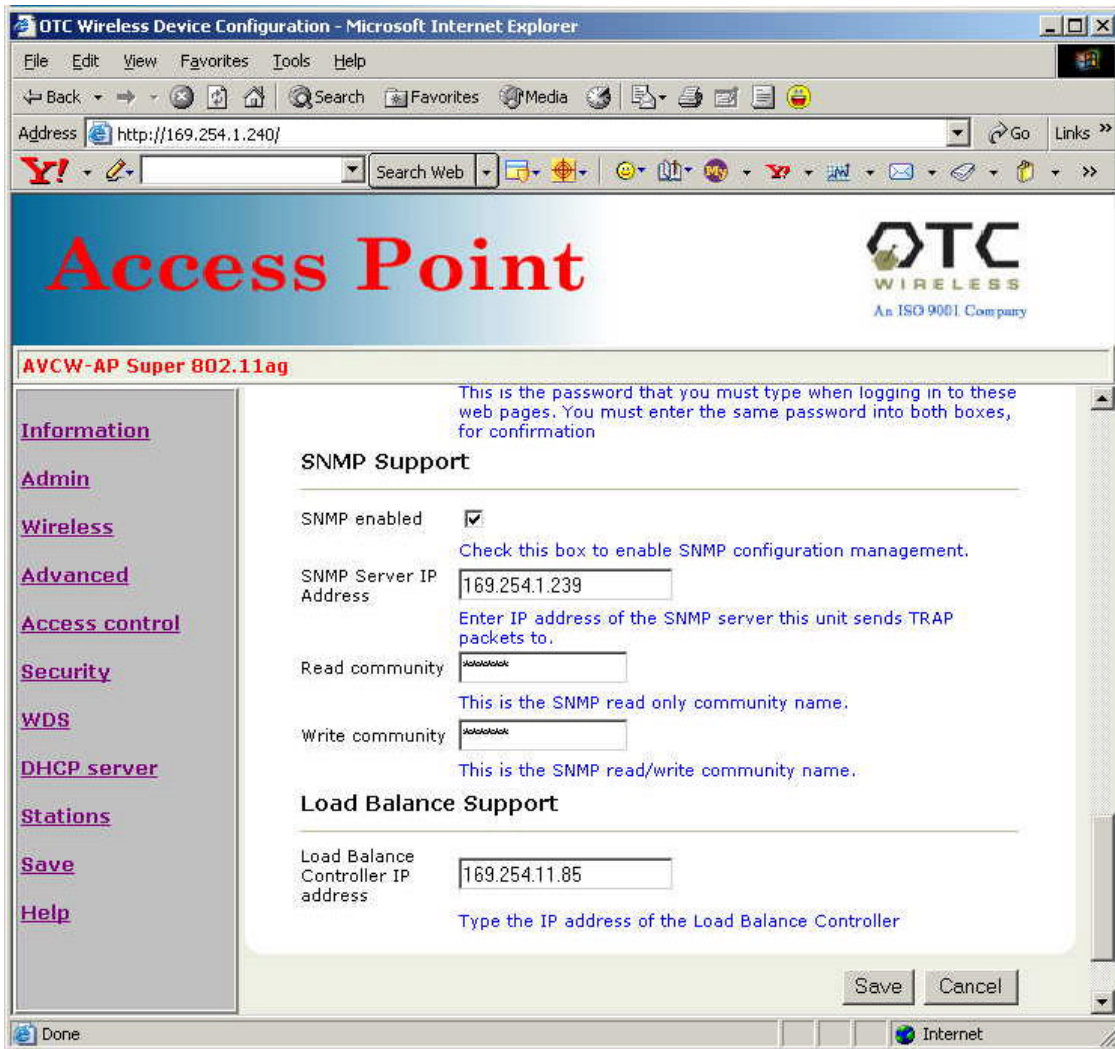 OTC Wireless Device Configuration - Microsoft Internet Explorer
File Edit View Favorites Tools Help
Back Search Favorites Media
Address http://169.254.1.240/ Go Links »
Y! Search Web My Y! »
Access Point
OTC
WIRELESS
An ISO 9001 Company
AVCW-AP Super 802.11ag
Information
Admin
Wireless
Advanced
Access control
Security
WDS
DHCP server
Stations
Save
Help
This is the password that you must type when logging in to these
web pages. You must enter the same password into both boxes,
for confirmation
SNMP Support
SNMP enabled
Check this box to enable SNMP configuration management.
SNMP Server IP
Address
169.254.1.239
Enter IP address of the SNMP server this unit sends TRAP
packets to.
Read community *******
This is the SNMP read only community name.
Write community *******
This is the SNMP read/write community name.
Load Balance Support
Load Balance
Controller IP
address
169.254.11.85
Type the IP address of the Load Balance Controller
Save Cancel
Done Internet